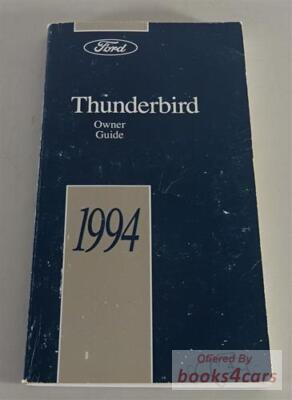 Ford
Thunderbird
Owner
Guide
1994
Offered By
books4cars